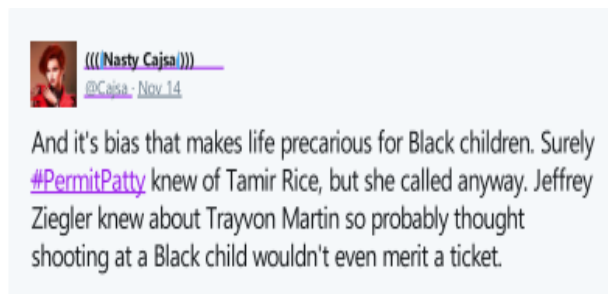 (((Nasty Cajsa)))
@Cajsa · Nov 14
And it's bias that makes life precarious for Black children. Surely
#PermitPatty knew of Tamir Rice, but she called anyway. Jeffrey
Ziegler knew about Trayvon Martin so probably thought
shooting at a Black child wouldn't even merit a ticket.